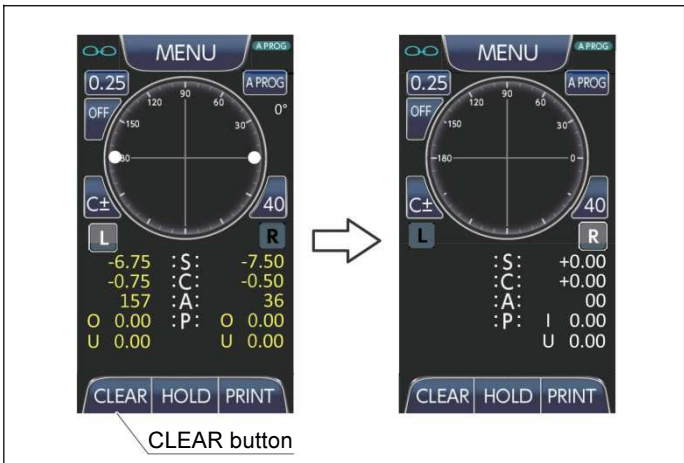 MENU A PROG
0.25 A PROG
OFF 150 120 90 60 30 0°
180
C± 40
L R
-6.75 :S: -7.50
-0.75 :C: -0.50
157 :A: 36
O 0.00 :P: O 0.00
U 0.00 U 0.00
CLEAR HOLD PRINT
CLEAR button
MENU A PROG
0.25 A PROG
OFF 150 120 90 60 30
180 0
C± 40
L R
:S: +0.00
:C: +0.00
:A: 00
:P: I 0.00
U 0.00
CLEAR HOLD PRINT